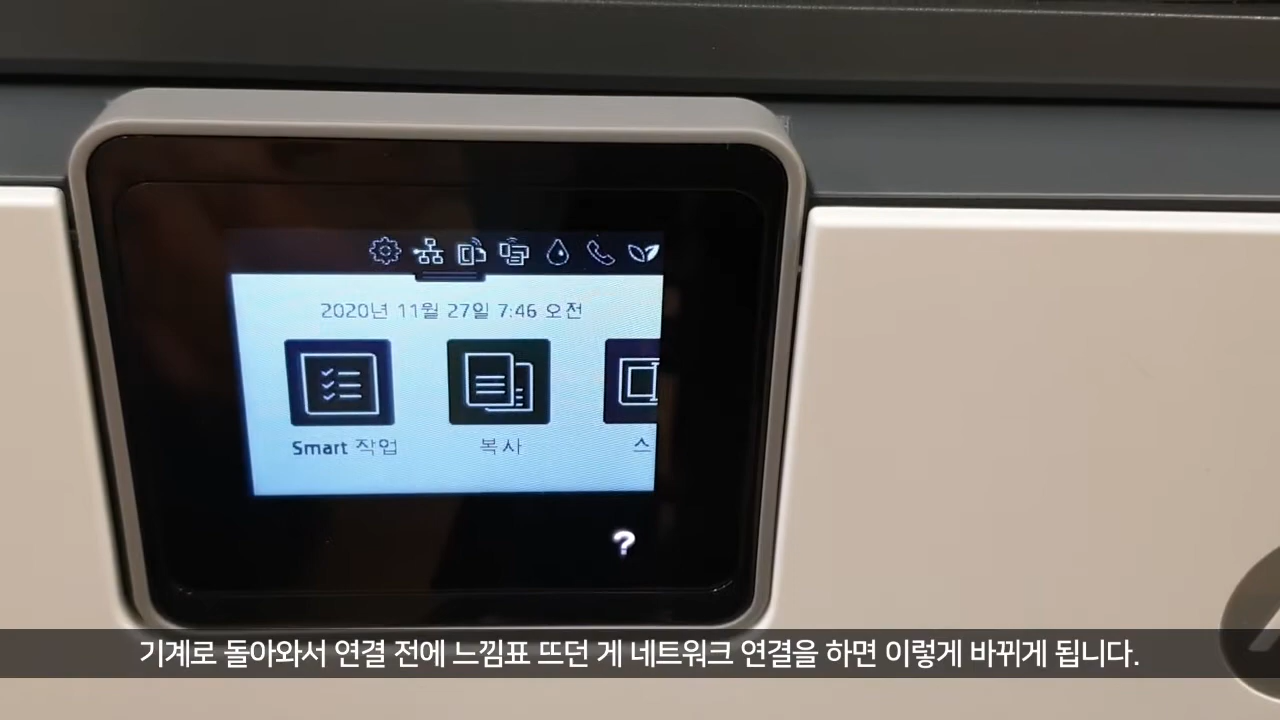 2020년 11월 27일 7:46 오전
Smart 작업
복사
스
?
기계로 돌아와서 연결 전에 느낌표 뜨던 게 네트워크 연결을 하면 이렇게 바뀌게 됩니다.